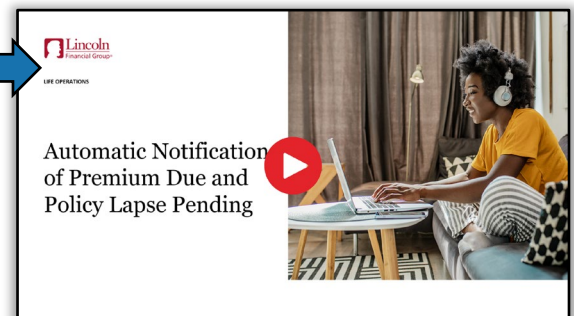 Lincoln
Financial Group®
LIFE OPERATIONS
Automatic Notification
of Premium Due and
Policy Lapse Pending